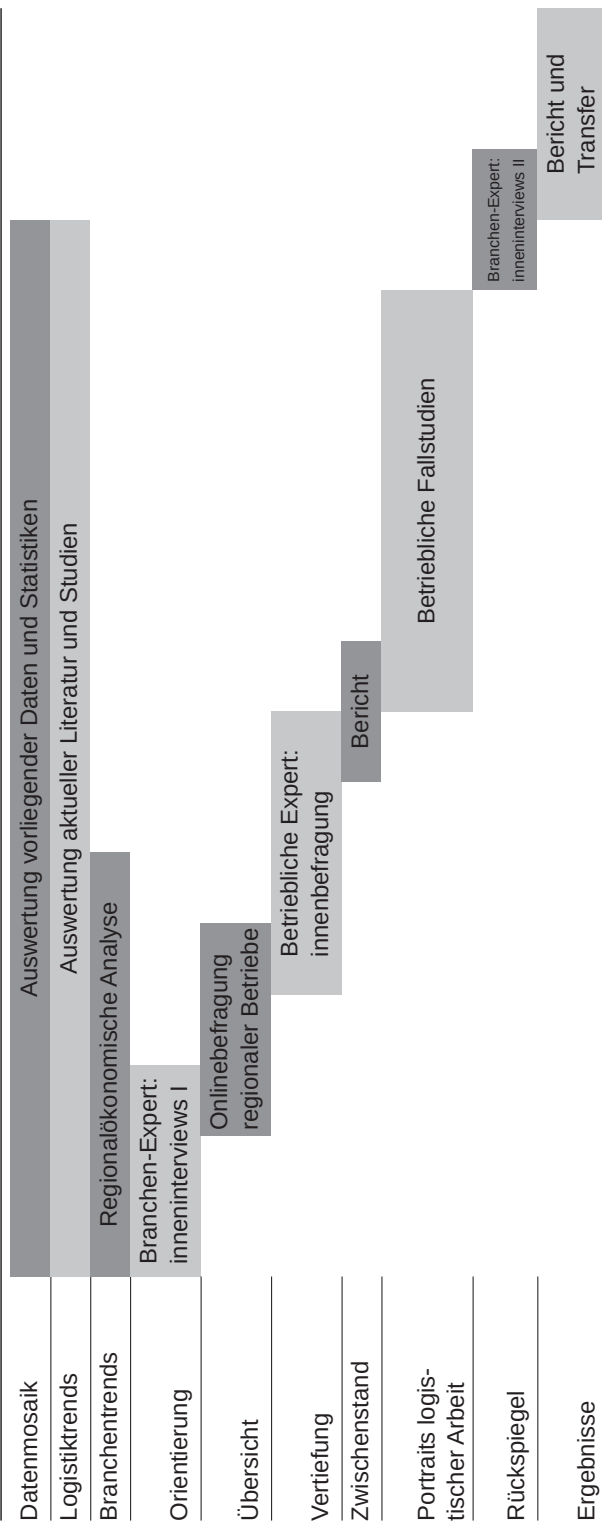 Datenmosaik
Auswertung vorliegender Daten und Statistiken
Logistiktrends
Auswertung aktueller Literatur und Studien
Branchentrends
Regionalökonomische Analyse
Orientierung
Branchen-Expert:
inneninterviews I
Übersicht
Onlinebefragung
regionaler Betriebe
Vertiefung
Betriebliche Expert:
innenbefragung
Zwischenstand
Bericht
Portraits logis-
tischer Arbeit
Betriebliche Fallstudien
Rückspiegel
Branchen-Expert:
inneninterviews II
Ergebnisse
Bericht und
Transfer